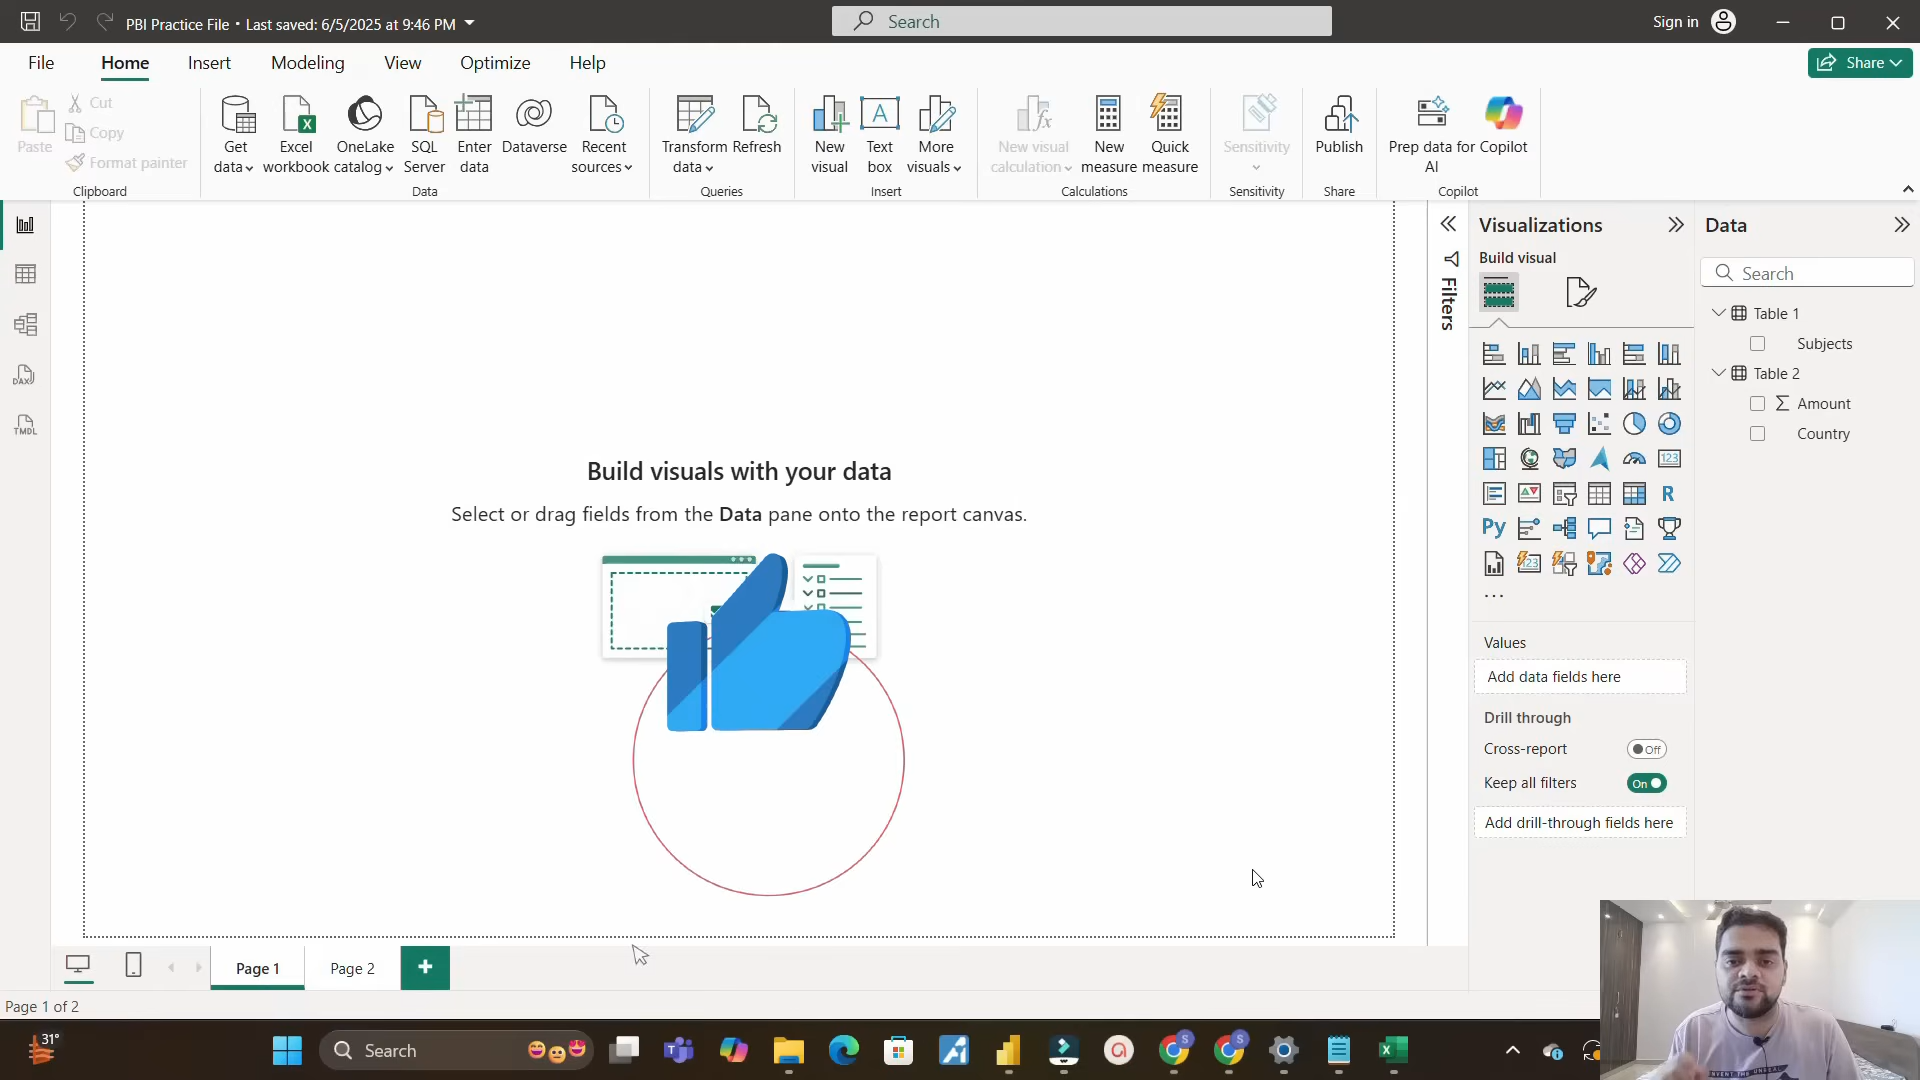 PBI Practice File • Last saved: 6/5/2025 at 9:46 PM
Search
Sign in
File
Home
Insert
Modeling
View
Optimize
Help
Share
Paste
Cut
Copy
Format painter
Clipboard
Get data
Excel workbook
OneLake catalog
SQL Server
Enter data
Dataverse
Recent sources
Data
Transform data
Refresh
Queries
New visual
Text box
More visuals
Insert
New visual calculation
New measure
Quick measure
Calculations
Sensitivity
Sensitivity
Publish
Share
Prep data for AI
Copilot
Copilot
Filters
Visualizations
Build visual
Data
Search
Table 1
Subjects
Table 2
Amount
Country
DAX
TMDL
Build visuals with your data
Select or drag fields from the Data pane onto the report canvas.
123
R
Py
123
Values
Add data fields here
Drill through
Cross-report
Off
Keep all filters
On
Add drill-through fields here
Page 1
Page 2
Page 1 of 2
31°
Search